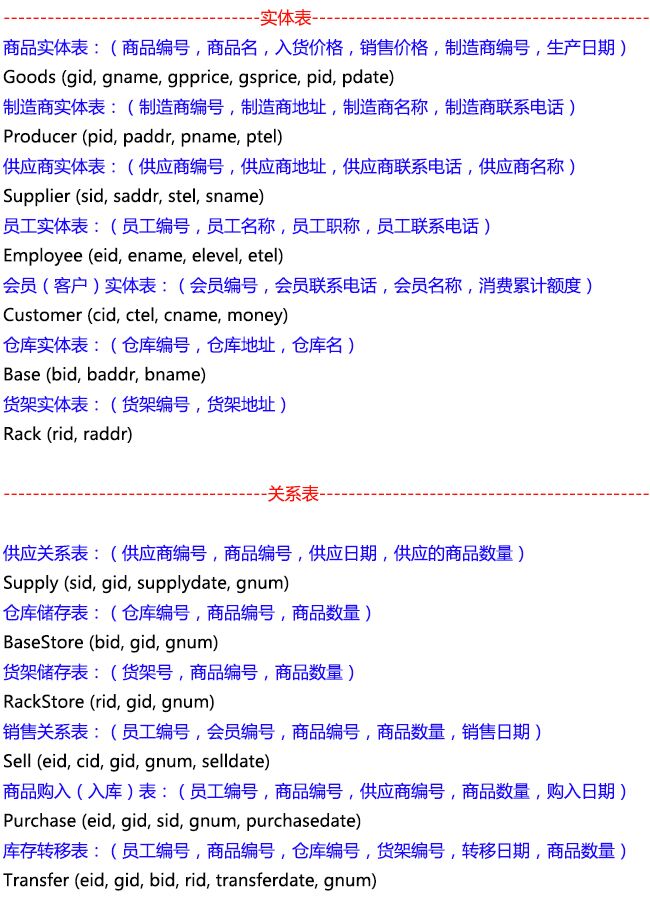 ------------------------------------实体表-----------------------------------------------
商品实体表：（商品编号，商品名，入货价格，销售价格，制造商编号，生产日期）
Goods (gid, gname, gpprice, gsprice, pid, pdate)
制造商实体表：（制造商编号，制造商地址，制造商名称，制造商联系电话）
Producer (pid, paddr, pname, ptel)
供应商实体表：（供应商编号，供应商地址，供应商联系电话，供应商名称）
Supplier (sid, saddr, stel, sname)
员工实体表：（员工编号，员工名称，员工职称，员工联系电话）
Employee (eid, ename, elevel, etel)
会员（客户）实体表：（会员编号，会员联系电话，会员名称，消费累计额度）
Customer (cid, ctel, cname, money)
仓库实体表：（仓库编号，仓库地址，仓库名）
Base (bid, baddr, bname)
货架实体表：（货架编号，货架地址）
Rack (rid, raddr)
-------------------------------------关系表----------------------------------------------
供应关系表：（供应商编号，商品编号，供应日期，供应的商品数量）
Supply (sid, gid, supplydate, gnum)
仓库储存表：（仓库编号，商品编号，商品数量）
BaseStore (bid, gid, gnum)
货架储存表：（货架号，商品编号，商品数量）
RackStore (rid, gid, gnum)
销售关系表：（员工编号，会员编号，商品编号，商品数量，销售日期）
Sell (eid, cid, gid, gnum, selldate)
商品购入（入库）表：（员工编号，商品编号，供应商编号，商品数量，购入日期）
Purchase (eid, gid, sid, gnum, purchasedate)
库存转移表：（员工编号，商品编号，仓库编号，货架编号，转移日期，商品数量）
Transfer (eid, gid, bid, rid, transferdate, gnum)